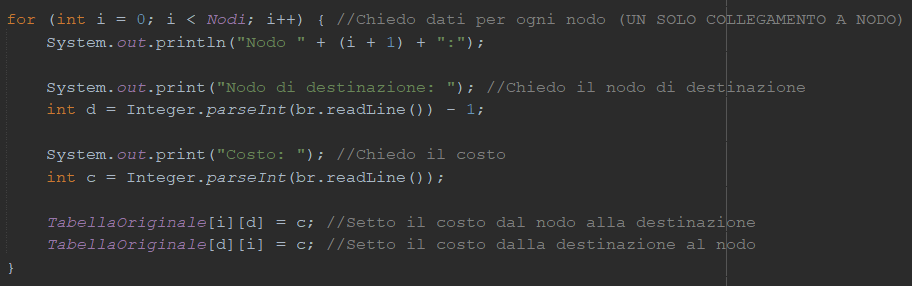 for (int i = 0; i < Nodi; i++) { //Chiedo dati per ogni nodo (UN SOLO COLLEGAMENTO A NODO)
    System.out.println("Nodo " + (i + 1) + ":");

    System.out.print("Nodo di destinazione: "); //Chiedo il nodo di destinazione
    int d = Integer.parseInt(br.readLine()) - 1;

    System.out.print("Costo: "); //Chiedo il costo
    int c = Integer.parseInt(br.readLine());

    TabellaOriginale[i][d] = c; //Setto il costo dal nodo alla destinazione
    TabellaOriginale[d][i] = c; //Setto il costo dalla destinazione al nodo
}